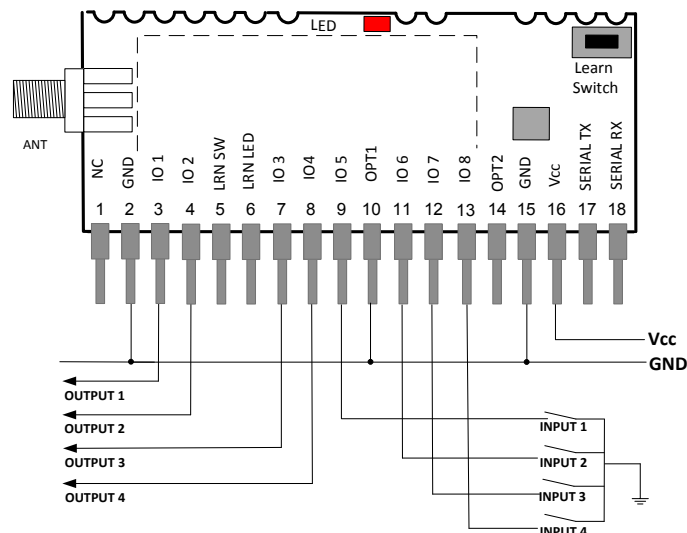 LED
Learn
Switch
ANT
NC
GND
IO 1
IO 2
LRN SW
LRN LED
IO 3
IO4
IO 5
OPT1
IO 6
IO 7
IO 8
OPT2
GND
Vcc
SERIAL TX
SERIAL RX
1 2 3 4 5 6 7 8 9 10 11 12 13 14 15 16 17 18
Vcc
GND
OUTPUT 1
OUTPUT 2
OUTPUT 3
OUTPUT 4
INPUT 1
INPUT 2
INPUT 3
INPUT 4